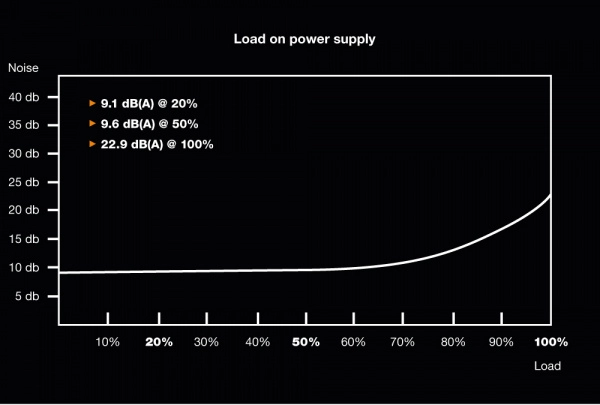 Load on power supply
Noise
▶ 9.1 dB(A) @ 20%
▶ 9.6 dB(A) @ 50%
▶ 22.9 dB(A) @ 100%
40 db
35 db
30 db
25 db
20 db
15 db
10 db
5 db
10% 20% 30% 40% 50% 60% 70% 80% 90% 100%
Load